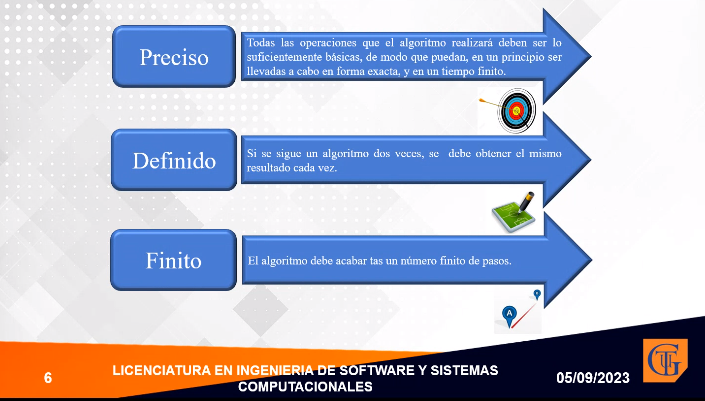 Preciso
Todas las operaciones que el algoritmo realizará deben ser lo
suficientemente básicas, de modo que puedan, en un principio ser
llevadas a cabo en forma exacta, y en un tiempo finito.
Definido
Si se sigue un algoritmo dos veces, se debe obtener el mismo
resultado cada vez.
Finito
El algoritmo debe acabar tas un número finito de pasos.
A
6
LICENCIATURA EN INGENIERIA DE SOFTWARE Y SISTEMAS
COMPUTACIONALES
05/09/2023